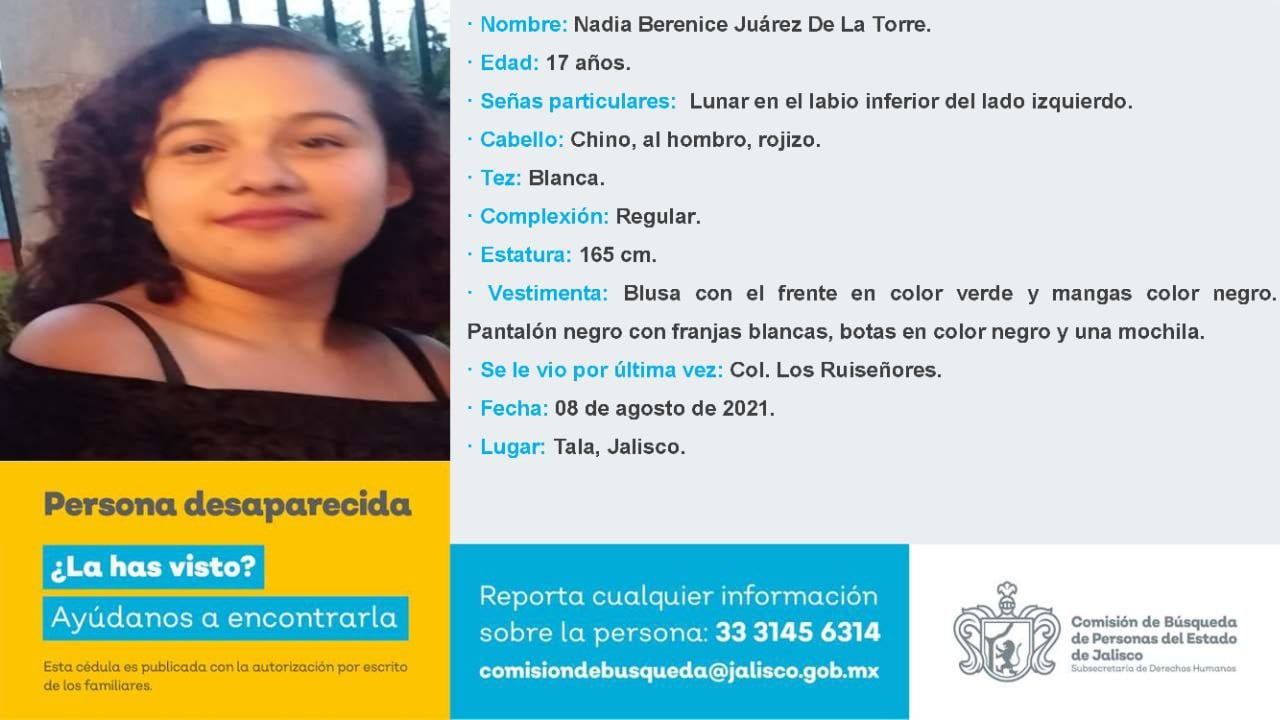 · Nombre: Nadia Berenice Juárez De La Torre.
· Edad: 17 años.
· Señas particulares: Lunar en el labio inferior del lado izquierdo.
· Cabello: Chino, al hombro, rojizo.
· Tez: Blanca.
· Complexión: Regular.
· Estatura: 165 cm.
· Vestimenta: Blusa con el frente en color verde y mangas color negro.
Pantalón negro con franjas blancas, botas en color negro y una mochila.
· Se le vio por última vez: Col. Los Ruiseñores.
· Fecha: 08 de agosto de 2021.
· Lugar: Tala, Jalisco.
Persona desaparecida
¿La has visto?
Ayúdanos a encontrarla
Esta cédula es publicada con la autorización por escrito
de los familiares.
Reporta cualquier información
sobre la persona: 33 3145 6314
comisiondebusqueda@jalisco.gob.mx
Comisión de Búsqueda
de Personas del Estado
de Jalisco
Subsecretaría de Derechos Humanos